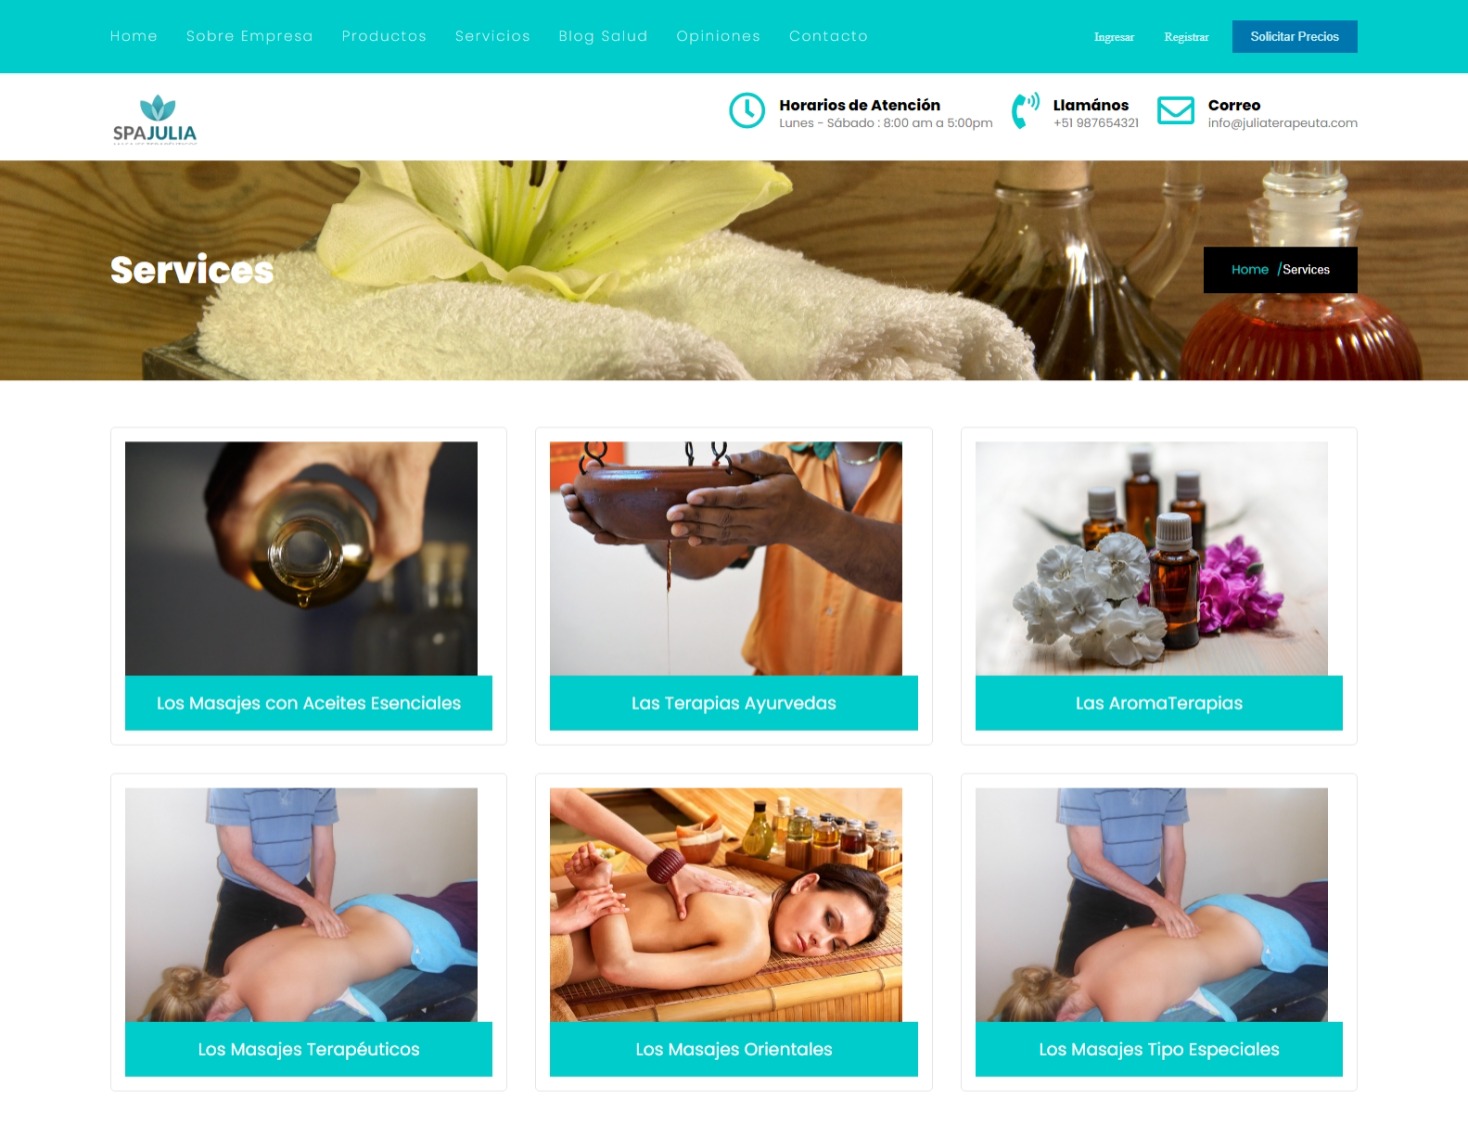 Home Sobre Empresa Productos Servicios Blog Salud Opiniones Contacto Ingresar Registrar Solicitar Precios
SPAJULIA
Horarios de Atención
Lunes - Sábado : 8:00 am a 5:00pm
Llamános
+51 987654321
Correo
info@juliaterapeuta.com
Services
Home /Services
Los Masajes con Aceites Esenciales
Las Terapias Ayurvedas
Las AromaTerapias
Los Masajes Terapéuticos
Los Masajes Orientales
Los Masajes Tipo Especiales